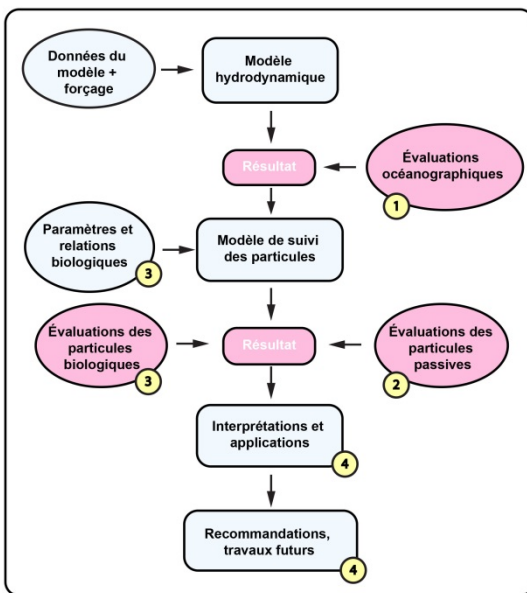 Données du
modèle +
forçage
Modèle
hydrodynamique
Résultat
Évaluations
océanographiques
1
Paramètres et
relations
biologiques
3
Modèle de suivi
des particules
Évaluations des
particules
biologiques
3
Résultat
Évaluations des
particules
passives
2
Interprétations et
applications
4
Recommandations,
travaux futurs
4